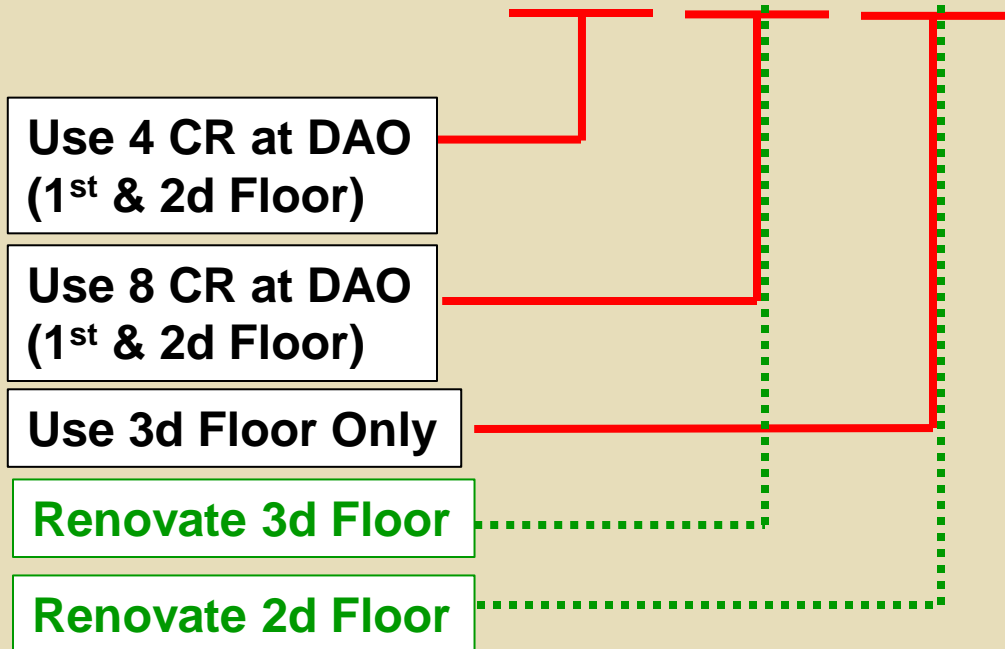 Use 4 CR at DAO
(1st & 2d Floor)
Use 8 CR at DAO
(1st & 2d Floor)
Use 3d Floor Only
Renovate 3d Floor
Renovate 2d Floor